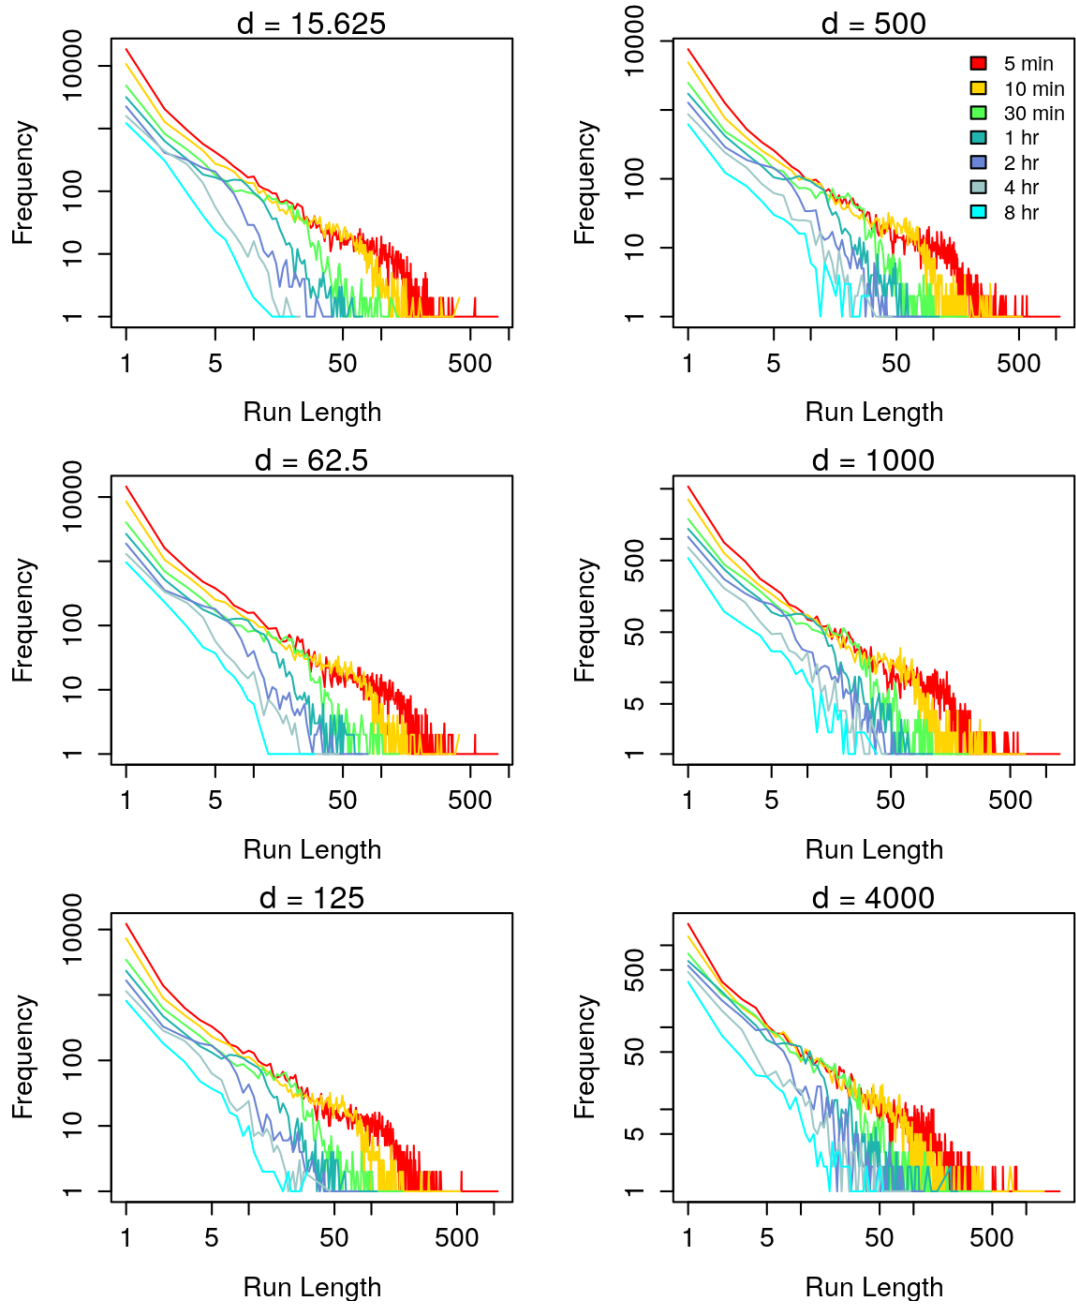 d = 15.625
10000
100
10
1
Frequency
1 5 50 500
Run Length
d = 500
10000
100
10
1
Frequency
5 min
10 min
30 min
1 hr
2 hr
4 hr
8 hr
1 5 50 500
Run Length
d = 62.5
10000
100
10
1
Frequency
1 5 50 500
Run Length
d = 1000
500
50
5
1
Frequency
1 5 50 500
Run Length
d = 125
10000
100
10
1
Frequency
1 5 50 500
Run Length
d = 4000
500
50
5
1
Frequency
1 5 50 500
Run Length